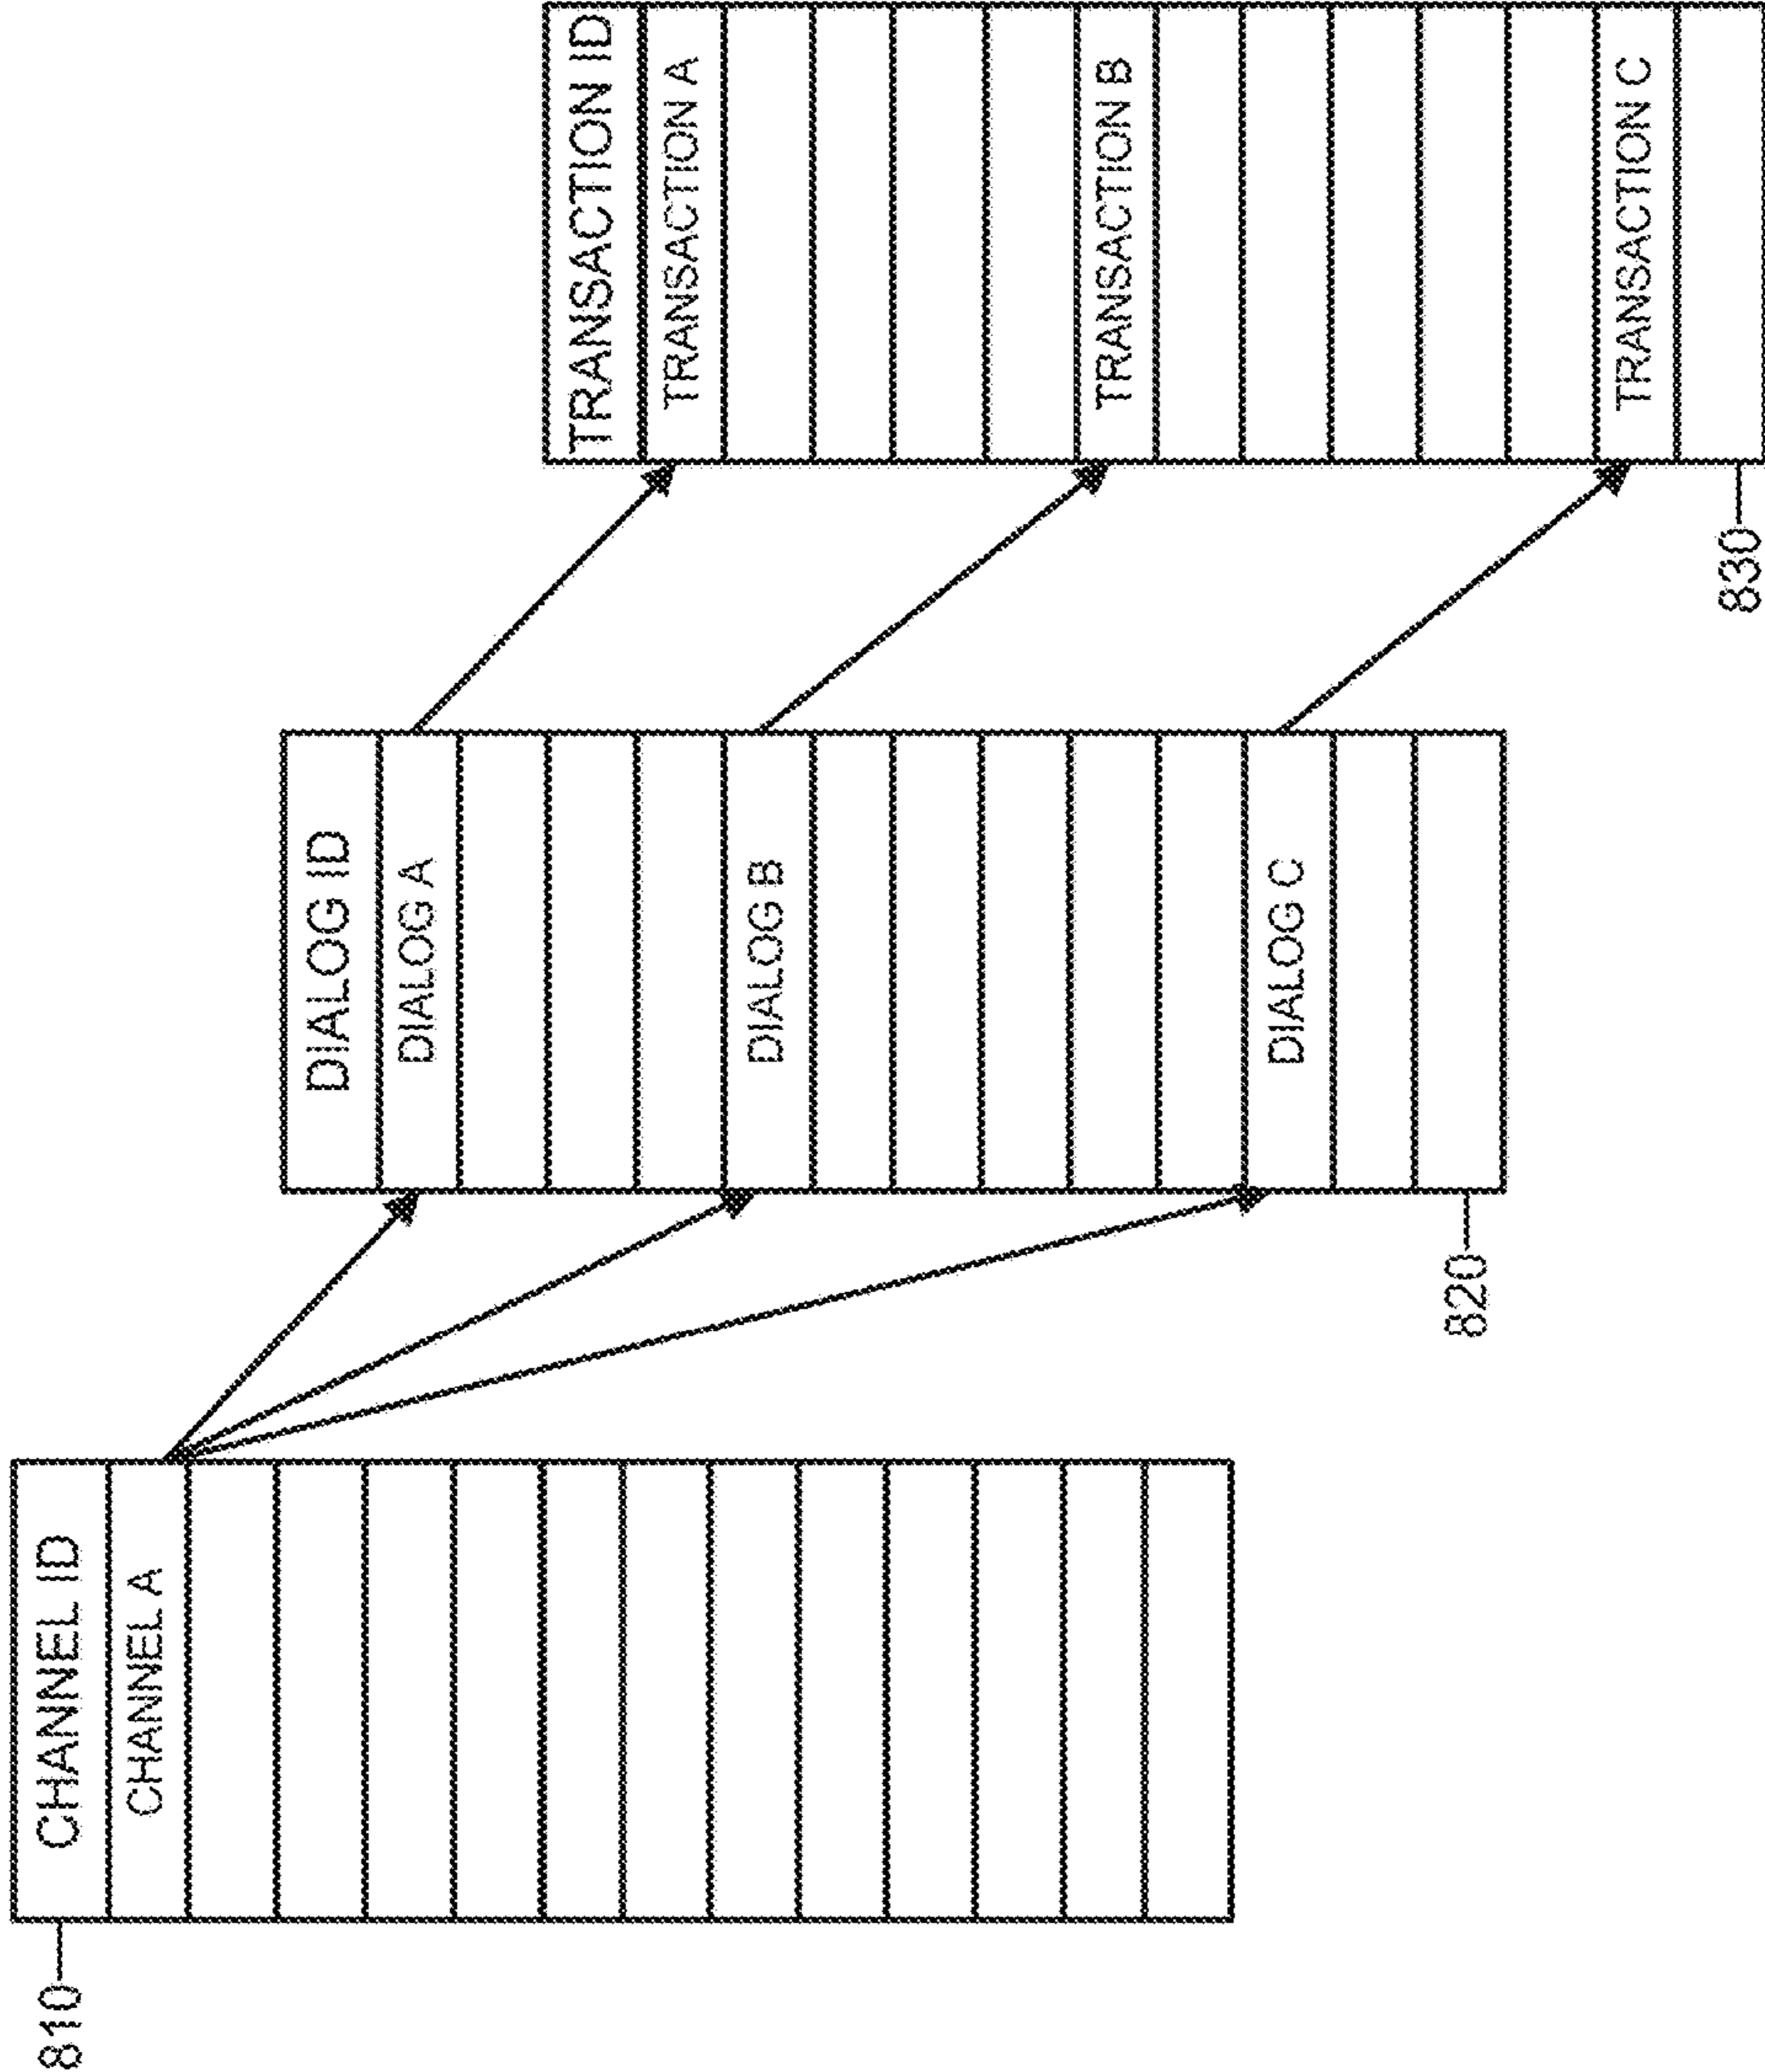 810
CHANNEL ID
CHANNEL A
820
DIALOG ID
DIALOG A
DIALOG B
DIALOG C
830
TRANSACTION ID
TRANSACTION A
TRANSACTION B
TRANSACTION C